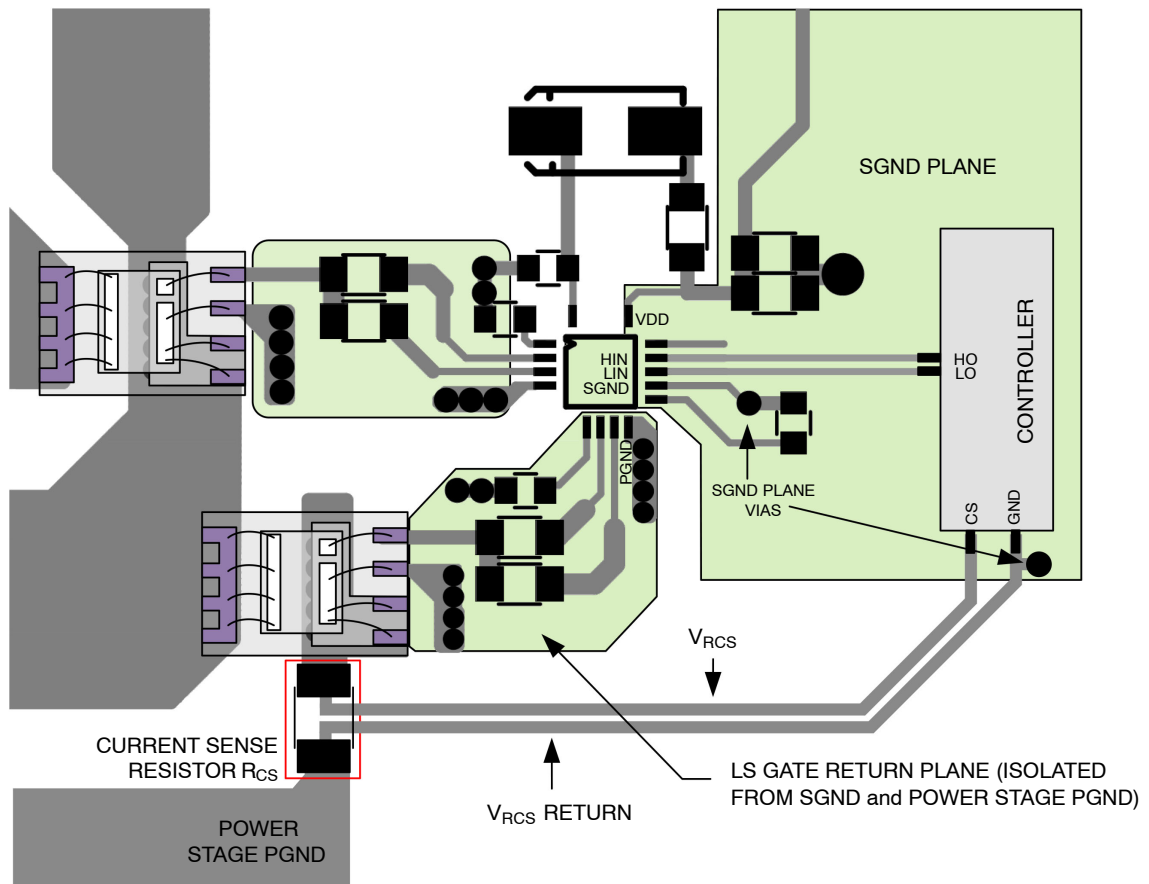 SGND PLANE
VDD
HIN
LIN
SGND
HO
LO
CONTROLLER
PGND
SGND PLANE
VIAS
CS
GND
VRCS
CURRENT SENSE
RESISTOR RCS
VRCS RETURN
LS GATE RETURN PLANE (ISOLATED
FROM SGND and POWER STAGE PGND)
POWER
STAGE PGND